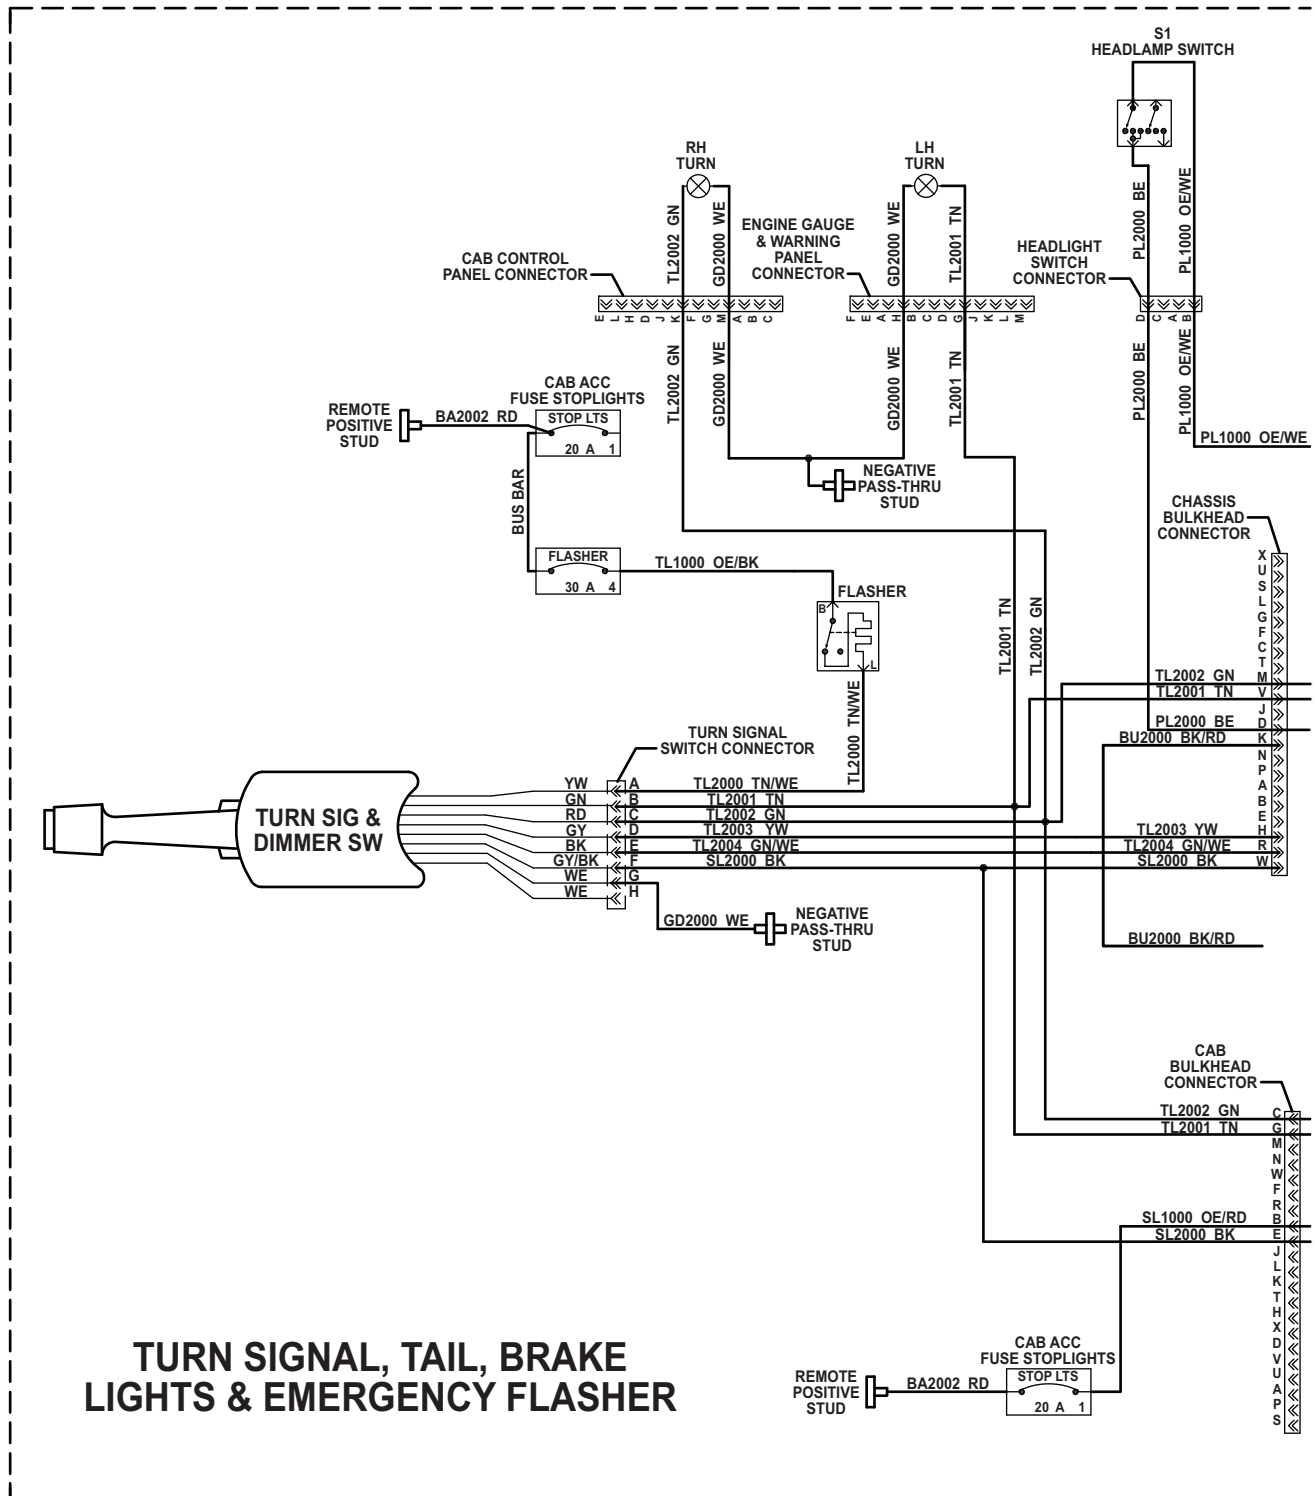 S1
HEADLAMP SWITCH
RH
TURN
LH
TURN
TL2002 GN
GD2000 WE
GD2000 WE
TL2001 TN
PL2000 BE
PL1000 OE/WE
CAB CONTROL
PANEL CONNECTOR
ENGINE GAUGE
& WARNING
PANEL
CONNECTOR
HEADLIGHT
SWITCH
CONNECTOR
E L H D J K F G M A B C
F E A H B C D G J K L M
D C A B
TL2002 GN
GD2000 WE
GD2000 WE
TL2001 TN
PL2000 BE
PL1000 OE/WE
PL1000 OE/WE
CAB ACC
FUSE STOPLIGHTS
REMOTE
POSITIVE
STUD
BA2002 RD
STOP LTS
20 A 1
BUS BAR
NEGATIVE
PASS-THRU
STUD
FLASHER
30 A 4
TL1000 OE/BK
FLASHER
B
L
TL2000 TN/WE
TL2001 TN
TL2002 GN
CHASSIS
BULKHEAD
CONNECTOR
X
U
S
L
G
F
C
T
TL2002 GN M
TL2001 TN V
J
PL2000 BE D
BU2000 BK/RD K
N
P
A
B
E
TL2003 YW H
TL2004 GN/WE R
SL2000 BK W
BU2000 BK/RD
TURN SIGNAL
SWITCH CONNECTOR
TURN SIG &
DIMMER SW
YW A TL2000 TN/WE
GN B TL2001 TN
RD C TL2002 GN
GY D TL2003 YW
BK E TL2004 GN/WE
GY/BK F SL2000 BK
WE G
WE H
GD2000 WE
NEGATIVE
PASS-THRU
STUD
CAB
BULKHEAD
CONNECTOR
TL2002 GN C
TL2001 TN G
M
N
W
F
R
SL1000 OE/RD B
SL2000 BK E
J
L
K
T
H
X
D
V
U
A
P
S
CAB ACC
FUSE STOPLIGHTS
REMOTE
POSITIVE
STUD
BA2002 RD
STOP LTS
20 A 1
TURN SIGNAL, TAIL, BRAKE
LIGHTS & EMERGENCY FLASHER